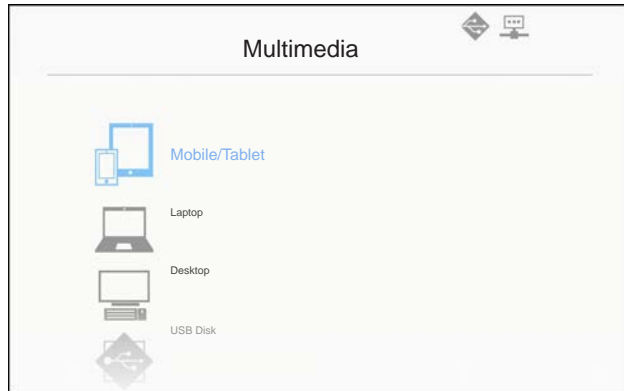 Multimedia
Mobile/Tablet
Laptop
Desktop
USB Disk